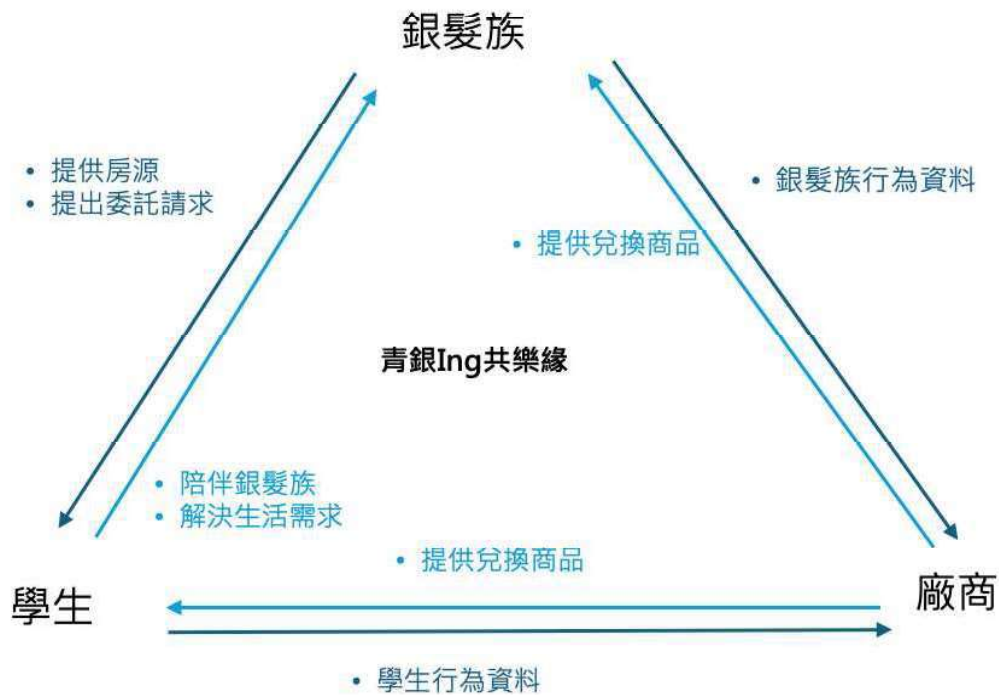 銀髮族
• 提供房源
• 提出委託請求
• 銀髮族行為資料
• 提供兌換商品
青銀Ing共樂緣
• 陪伴銀髮族
• 解決生活需求
• 提供兌換商品
學生
廠商
• 學生行為資料